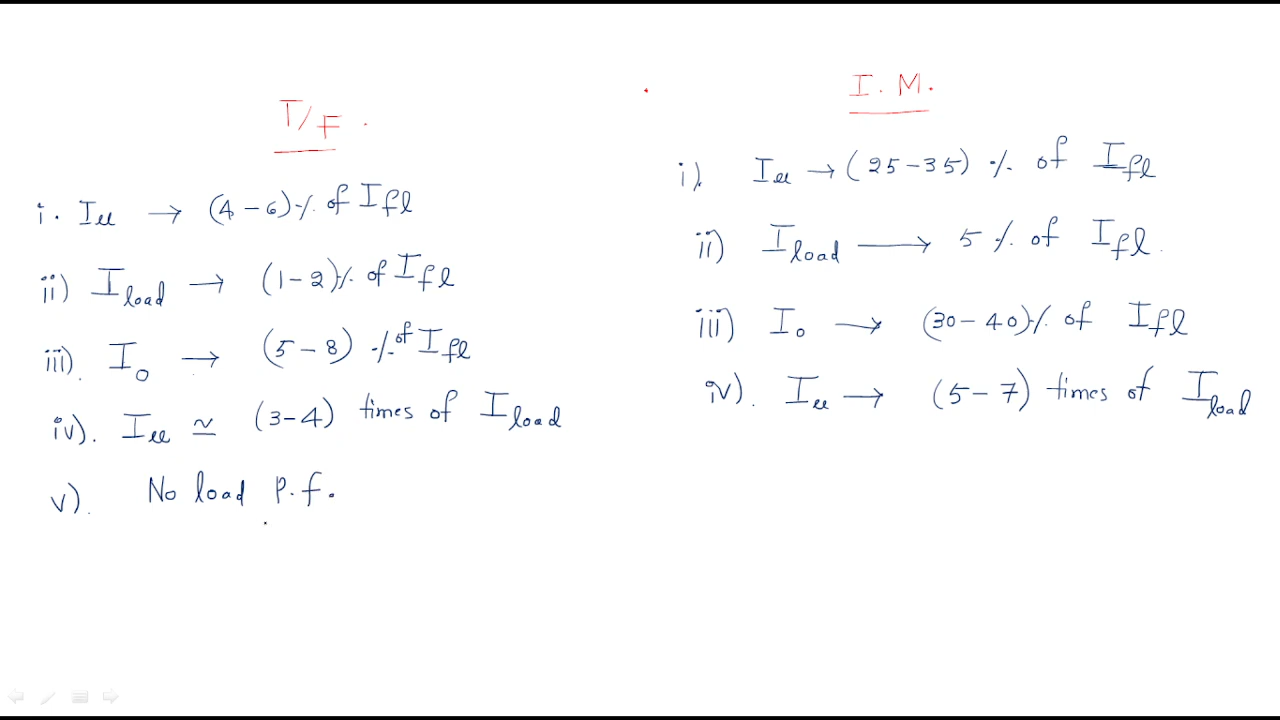 T/F.
i. Iμ → (4-6)% of Ifl
ii) Iload → (1-2)% of Ifl
iii). I0 → (5-8) % of Ifl
iv). Iμ ≃ (3-4) times of Iload
v). No load P.f.
I.M.
i). Iμ → (25-35) % of Ifl
ii) Iload → 5 % of Ifl.
iii) I0 → (30-40)% of Ifl
iv). Iμ → (5-7) times of Iload